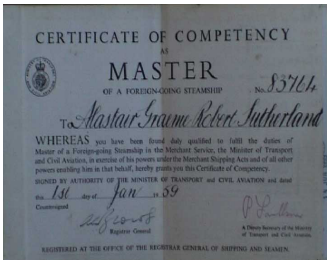 CERTIFICATE OF COMPETENCY
AS
MASTER
OF A FOREIGN-GOING STEAMSHIP No. 83764
To Alastair Graeme Robert Sutherland
WHEREAS you have been found duly qualified to fulfil the duties of
Master of a Foreign-going Steamship in the Merchant Service, the Minister of Transport
and Civil Aviation, in exercise of his powers under the Merchant Shipping Acts and of all other
powers enabling him in that behalf, hereby grants you this Certificate of Competency.
SIGNED BY AUTHORITY OF THE MINISTER OF TRANSPORT AND CIVIL AVIATION and dated
this 1st day of Jan 1959
Countersigned
Registrar General
A Deputy Secretary of the Ministry
of Transport and Civil Aviation.
REGISTERED AT THE OFFICE OF THE REGISTRAR GENERAL OF SHIPPING AND SEAMEN.